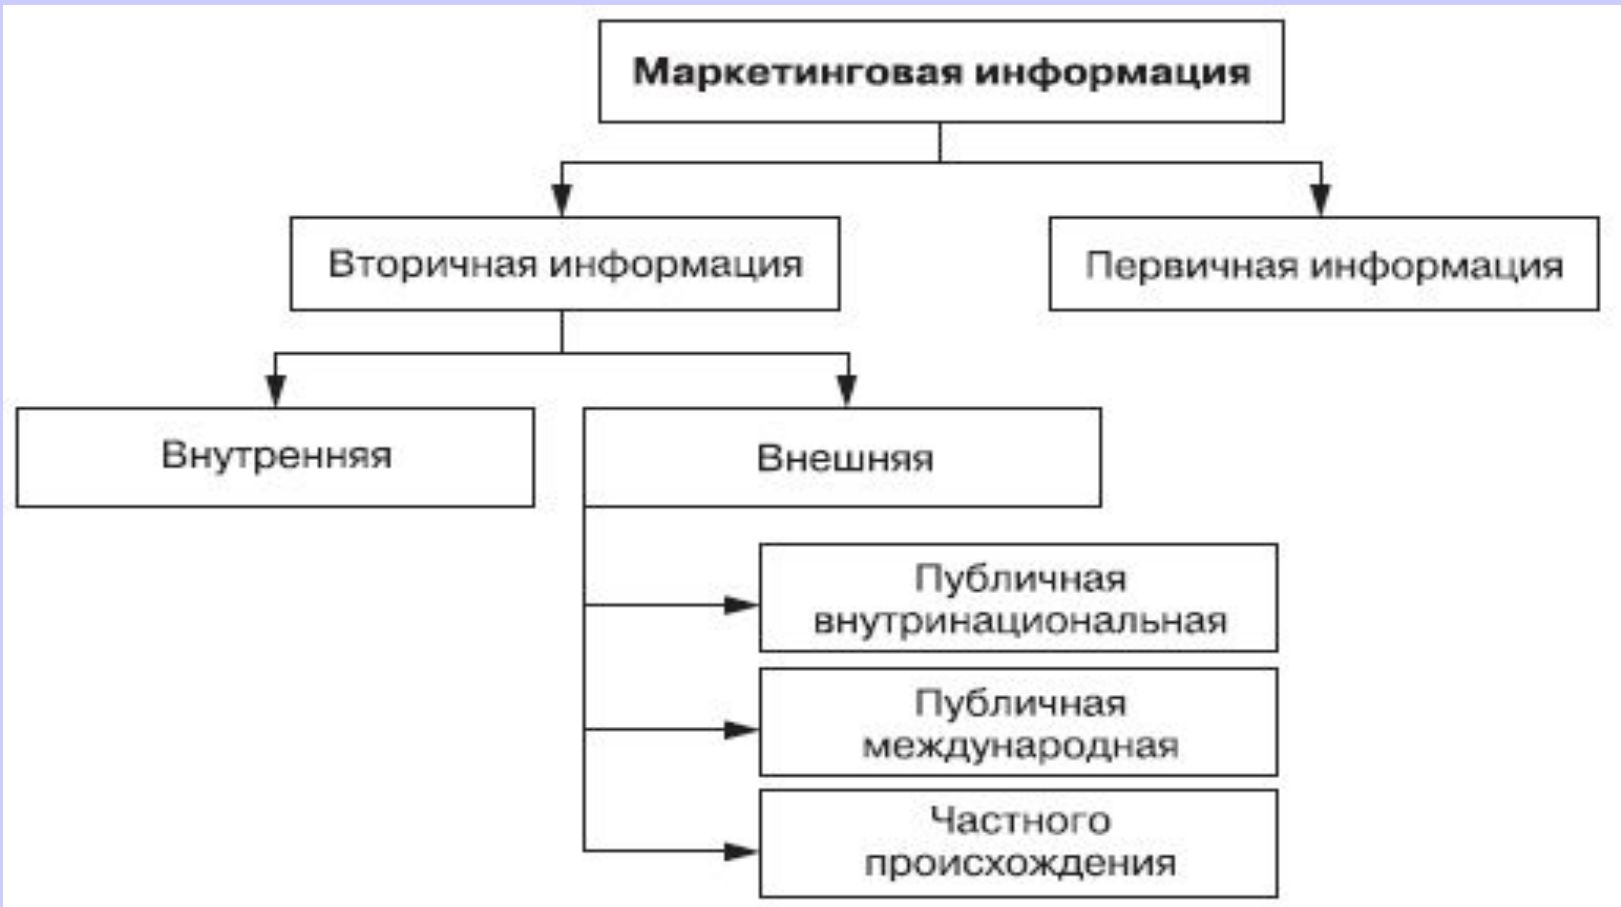 Маркетинговая информация
Вторичная информация
Первичная информация
Внутренняя
Внешняя
Публичная
внутринациональная
Публичная
международная
Частного
происхождения